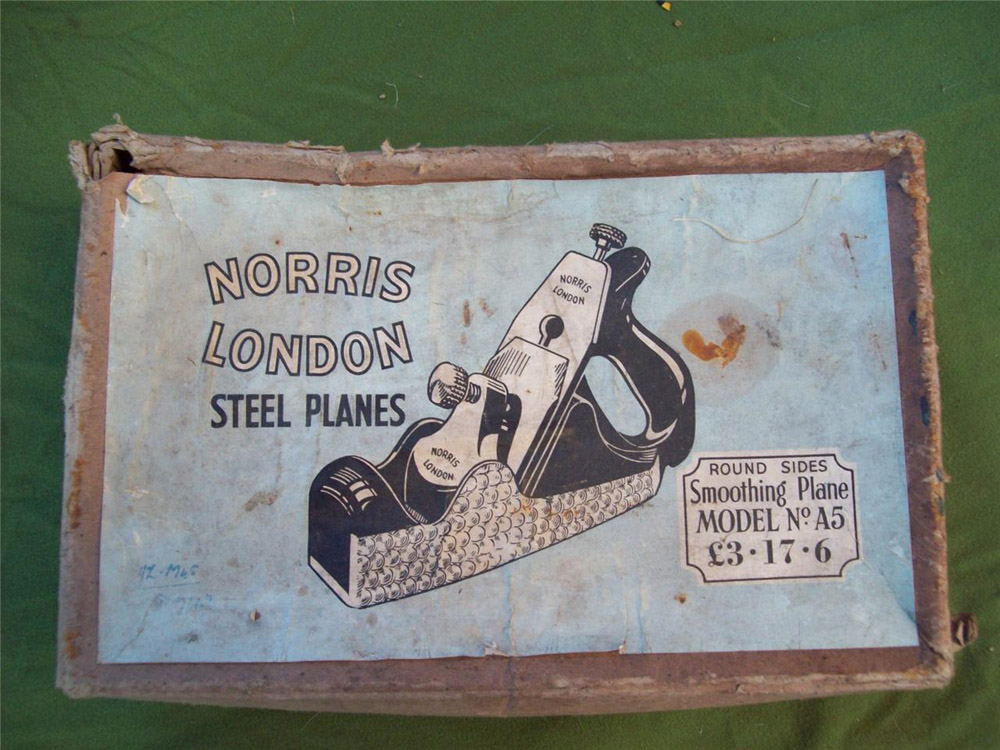 NORRIS
LONDON
STEEL PLANES
NORRIS
LONDON
NORRIS
LONDON
ROUND SIDES
Smoothing Plane
MODEL Nº A5
£3·17·6